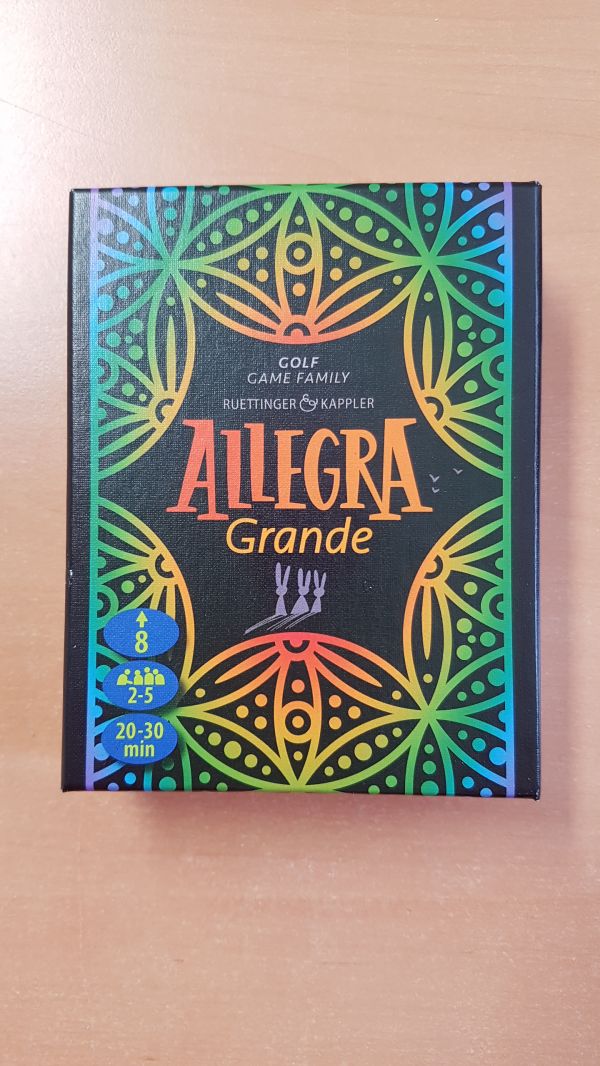 GOLF
GAME FAMILY
RUETTINGER & KAPPLER
ALLEGRA
Grande
8
2-5
20-30
min